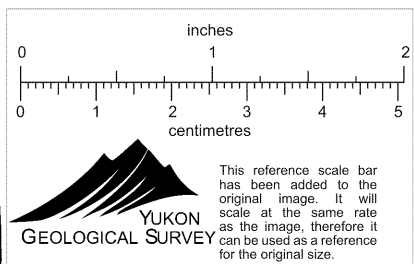 inches
0 1 2
0 1 2 3 4 5
centimetres
YUKON
GEOLOGICAL SURVEY
This reference scale bar
has been added to the
original image. It will
scale at the same rate
as the image, therefore it
can be used as a reference
for the original size.